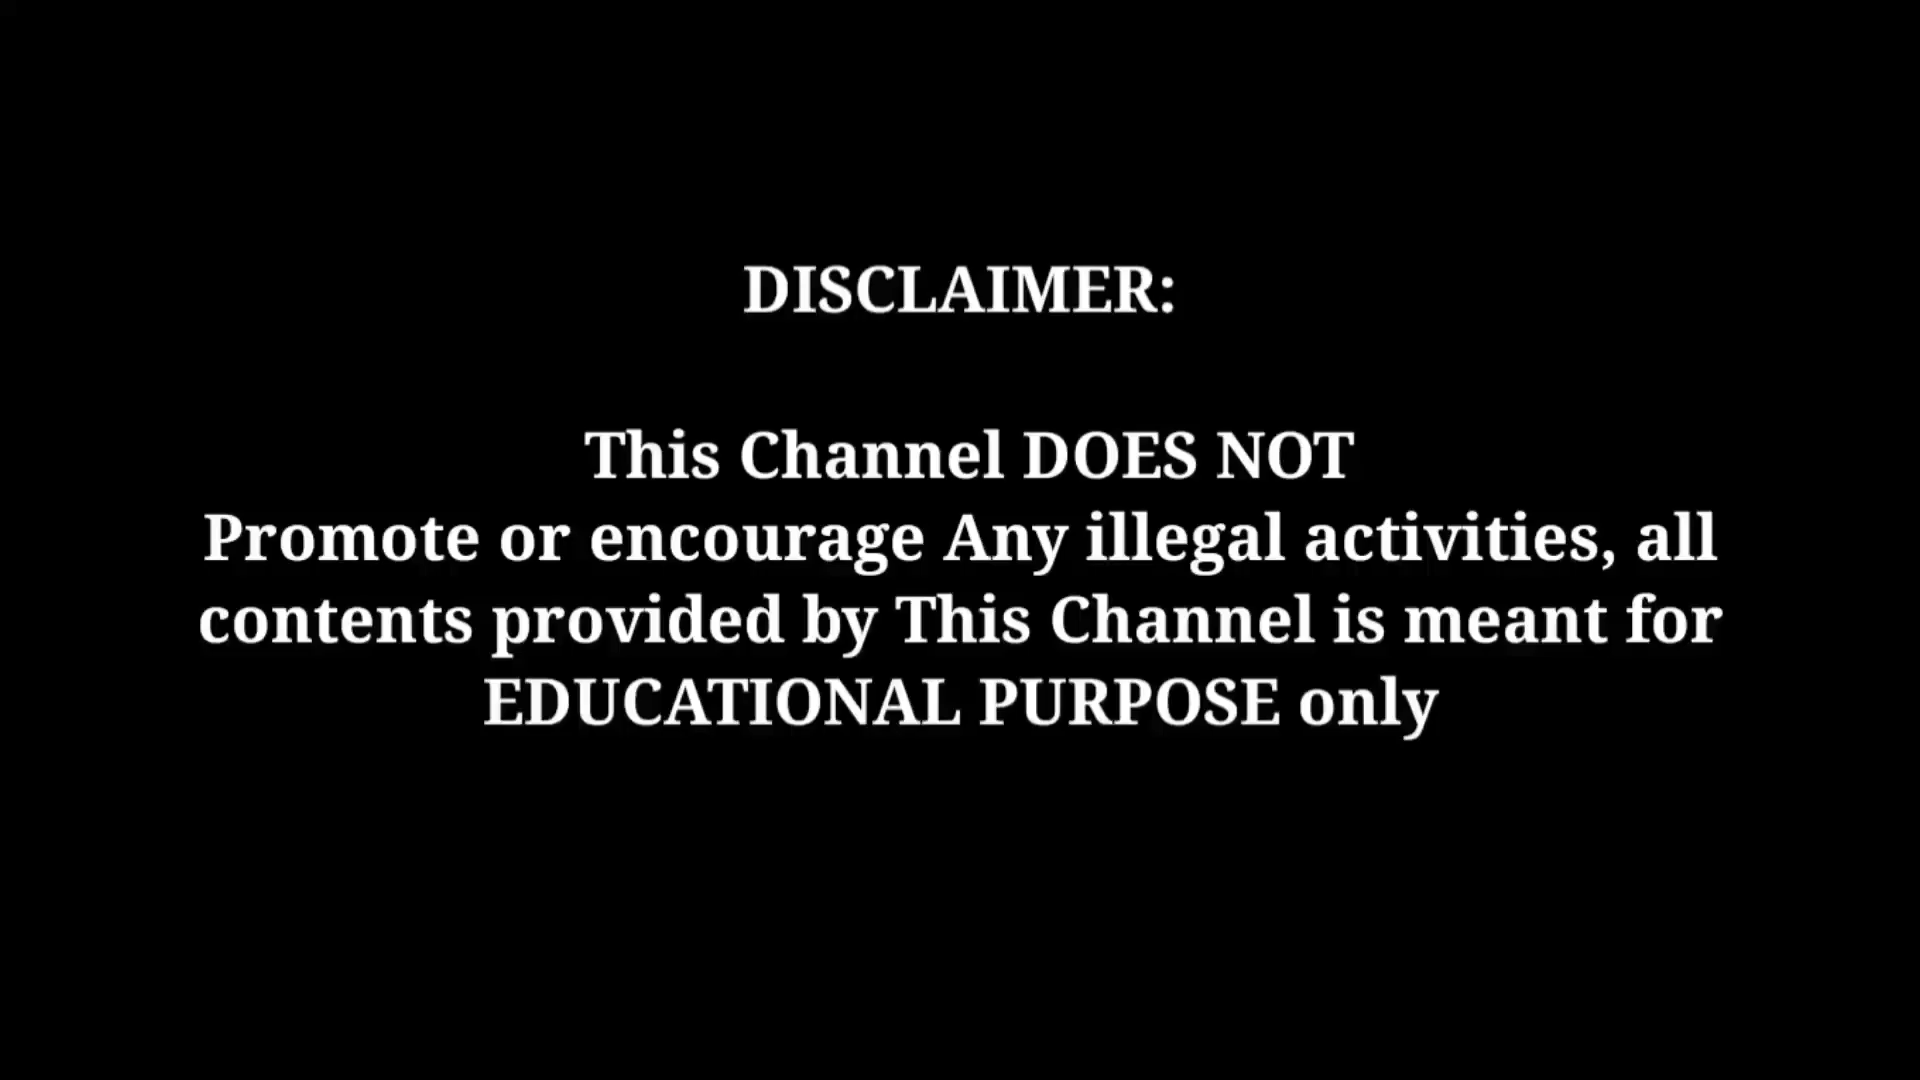 DISCLAIMER:
This Channel DOES NOT
Promote or encourage Any illegal activities, all
contents provided by This Channel is meant for
EDUCATIONAL PURPOSE only